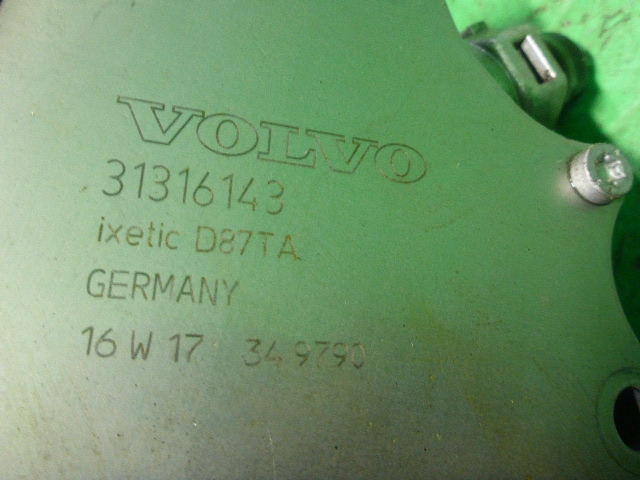 VOLVO
31316143
ixetic D87TA
GERMANY
16 W 17 34 9790